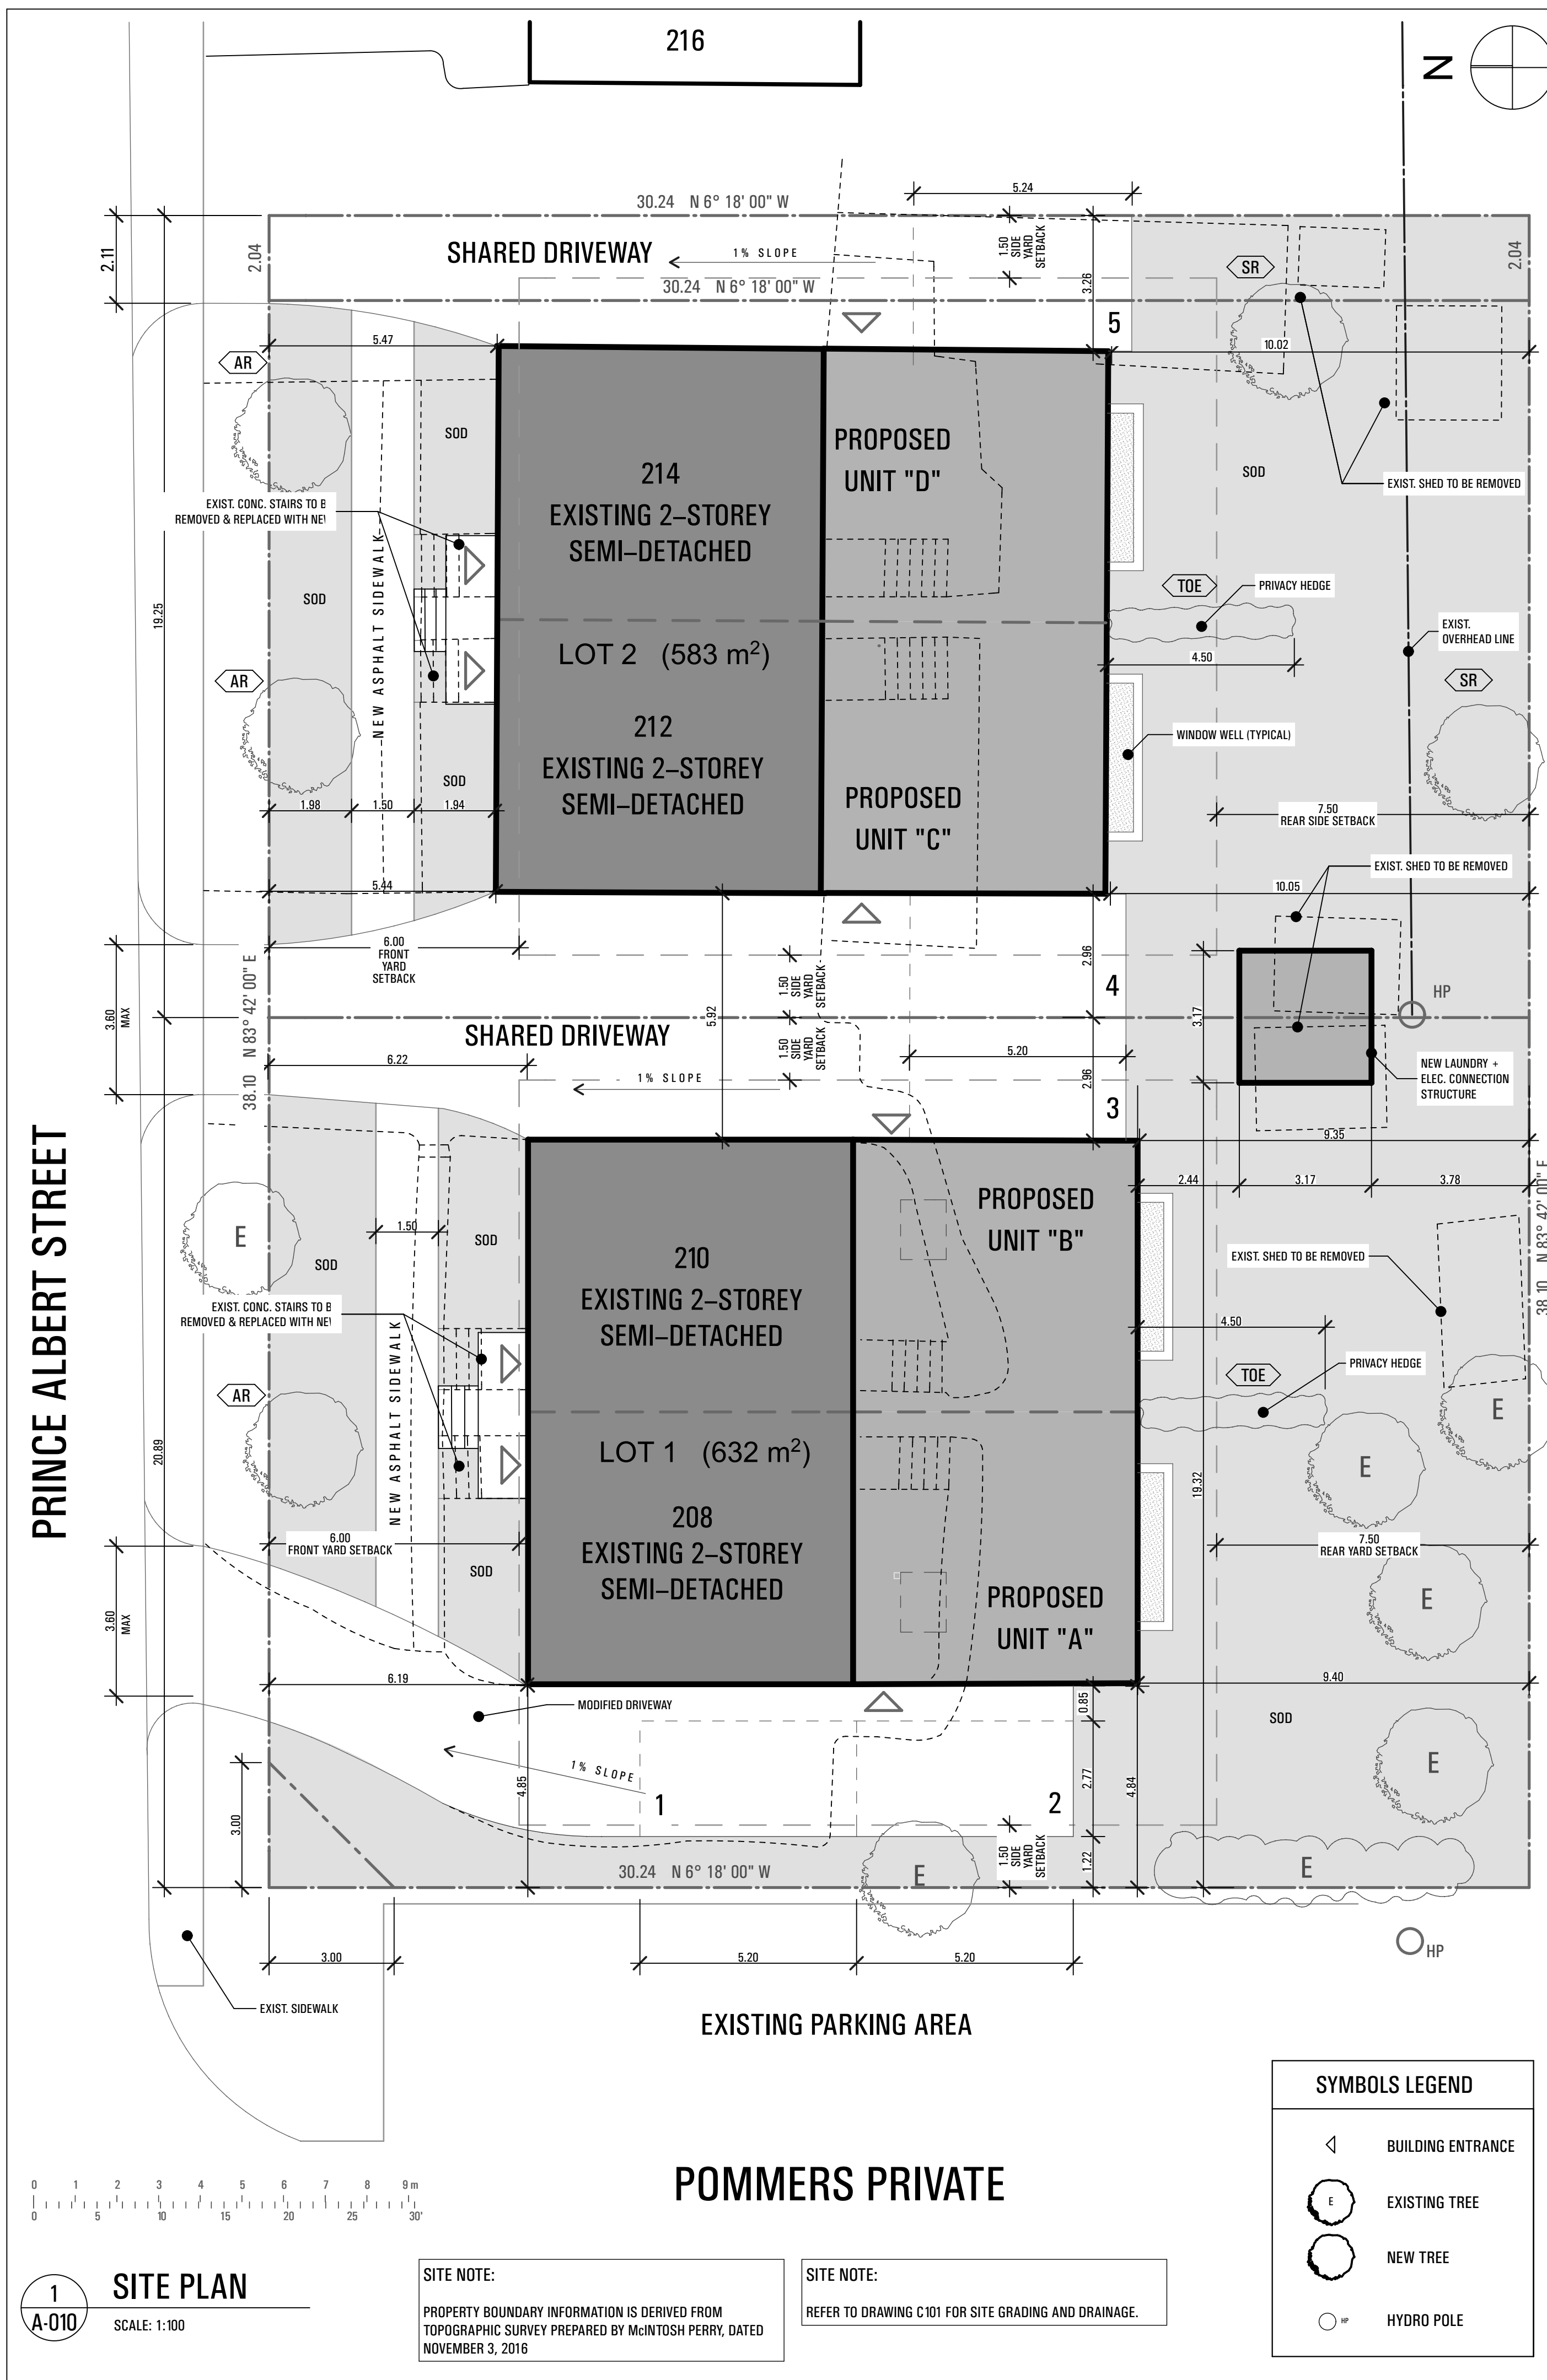 216
N
5.24
30.24 N 6° 18' 00" W
2.11
2.04
SHARED DRIVEWAY
1% SLOPE
1.50
SIDE
YARD
SETBACK
SR
2.04
30.24 N 6° 18' 00" W
3.26
5
AR
5.47
10.02
SOD
PROPOSED
UNIT "D"
214
EXISTING 2–STOREY
SEMI–DETACHED
SOD
EXIST. SHED TO BE REMOVED
EXIST. CONC. STAIRS TO B
REMOVED & REPLACED WITH NEW
NEW ASPHALT SIDEWALK
SOD
19.25
TOE
PRIVACY HEDGE
EXIST.
OVERHEAD LINE
LOT 2 (583 m²)
4.50
AR
SR
212
EXISTING 2–STOREY
SEMI–DETACHED
WINDOW WELL (TYPICAL)
SOD
PROPOSED
UNIT "C"
1.98
1.50
1.94
7.50
REAR SIDE SETBACK
EXIST. SHED TO BE REMOVED
5.44
10.05
6.00
FRONT
YARD
SETBACK
2.96
1.50
SIDE
YARD
SETBACK
4
HP
3.60
MAX
38.10 N 83° 42' 00" E
5.92
3.17
SHARED DRIVEWAY
1.50
SIDE
YARD
SETBACK
5.20
6.22
1% SLOPE
2.96
3
NEW LAUNDRY +
ELEC. CONNECTION
STRUCTURE
9.35
2.44
3.17
3.78
38.10 N 83° 42' 00" E
PRINCE ALBERT STREET
E
1.50
SOD
SOD
PROPOSED
UNIT "B"
210
EXISTING 2–STOREY
SEMI–DETACHED
EXIST. SHED TO BE REMOVED
EXIST. CONC. STAIRS TO B
REMOVED & REPLACED WITH NEW
NEW ASPHALT SIDEWALK
4.50
AR
TOE
PRIVACY HEDGE
E
LOT 1 (632 m²)
E
20.89
19.32
208
EXISTING 2–STOREY
SEMI–DETACHED
6.00
FRONT YARD SETBACK
SOD
7.50
REAR YARD SETBACK
E
PROPOSED
UNIT "A"
3.60
MAX
6.19
9.40
MODIFIED DRIVEWAY
0.85
SOD
1% SLOPE
4.85
1
2
2.77
4.84
E
3.00
30.24 N 6° 18' 00" W
E
1.50
SIDE
YARD
SETBACK
1.22
E
3.00
5.20
5.20
HP
EXIST. SIDEWALK
EXISTING PARKING AREA
POMMERS PRIVATE
SYMBOLS LEGEND
BUILDING ENTRANCE
E
EXISTING TREE
NEW TREE
HP
HYDRO POLE
0 1 2 3 4 5 6 7 8 9 m
0 5 10 15 20 25 30'
1
A-010
SITE PLAN
SCALE: 1:100
SITE NOTE:
PROPERTY BOUNDARY INFORMATION IS DERIVED FROM
TOPOGRAPHIC SURVEY PREPARED BY McINTOSH PERRY, DATED
NOVEMBER 3, 2016
SITE NOTE:
REFER TO DRAWING C101 FOR SITE GRADING AND DRAINAGE.